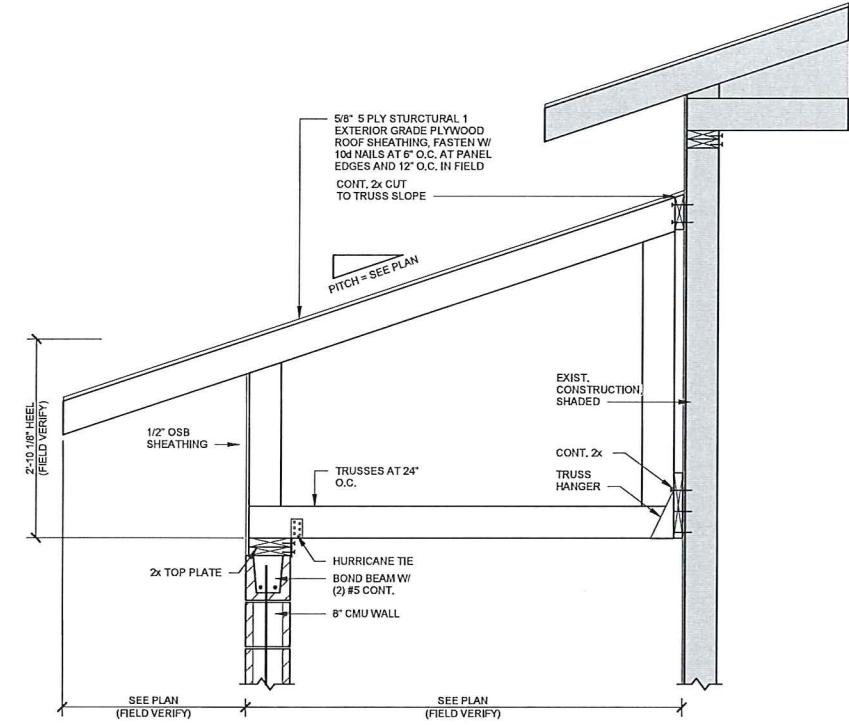 5/8" 5 PLY STURCTURAL 1
EXTERIOR GRADE PLYWOOD
ROOF SHEATHING, FASTEN W/
10d NAILS AT 6" O.C. AT PANEL
EDGES AND 12" O.C. IN FIELD
CONT. 2x CUT
TO TRUSS SLOPE
PITCH = SEE PLAN
2'-10 1/8" HEEL
(FIELD VERIFY)
1/2" OSB
SHEATHING
EXIST.
CONSTRUCTION,
SHADED
CONT. 2x
TRUSS
HANGER
TRUSSES AT 24"
O.C.
2x TOP PLATE
HURRICANE TIE
BOND BEAM W/
(2) #5 CONT.
8" CMU WALL
SEE PLAN
(FIELD VERIFY)
SEE PLAN
(FIELD VERIFY)